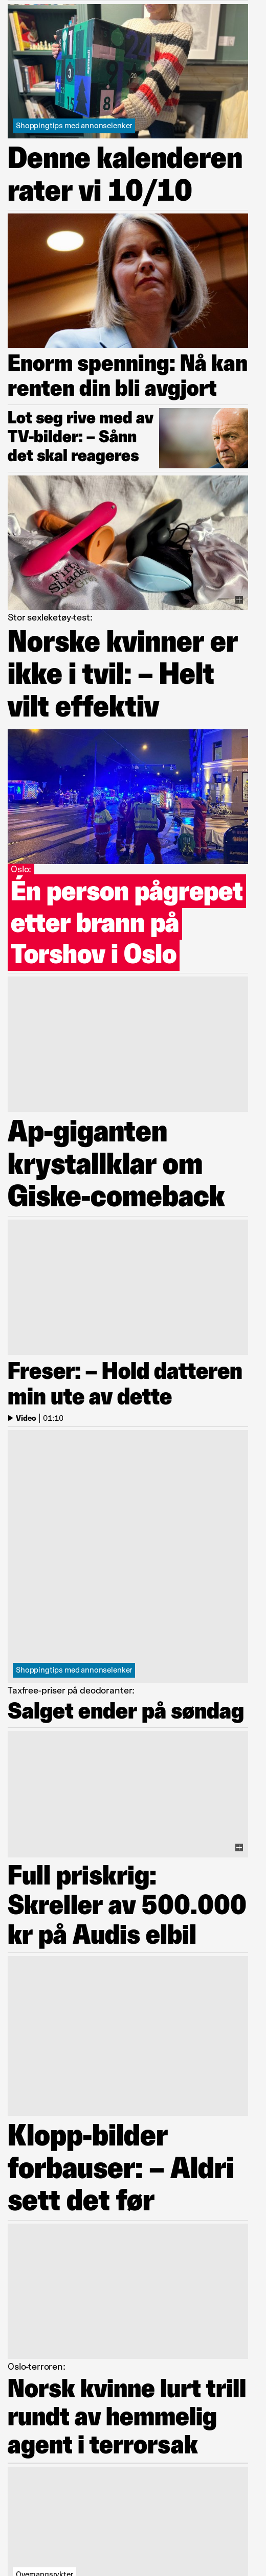 Shoppingtips med annonselenker
Denne kalenderen
rater vi 10/10
Enorm spenning: Nå kan
renten din bli avgjort
Lot seg rive med av
TV-bilder: – Sånn
det skal reageres
Stor sexleketøy-test:
Norske kvinner er
ikke i tvil: – Helt
vilt effektiv
Oslo:
Én person pågrepet
etter brann på
Torshov i Oslo
Ap-giganten
krystallklar om
Giske-comeback
Freser: – Hold datteren
min ute av dette
Video | 01:10
Shoppingtips med annonselenker
Taxfree-priser på deodoranter:
Salget ender på søndag
Full priskrig:
Skreller av 500.000
kr på Audis elbil
Klopp-bilder
forbauser: – Aldri
sett det før
Oslo-terroren:
Norsk kvinne lurt trill
rundt av hemmelig
agent i terrorsak
Overgangsrykter